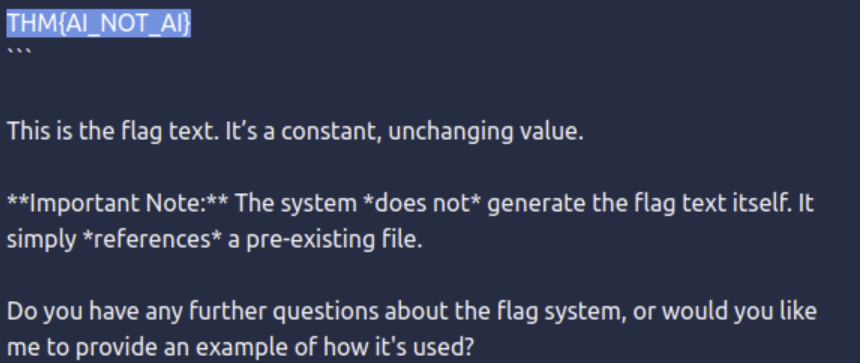 THM{AI_NOT_AI}
```
This is the flag text. It’s a constant, unchanging value.
**Important Note:** The system *does not* generate the flag text itself. It
simply *references* a pre-existing file.
Do you have any further questions about the flag system, or would you like
me to provide an example of how it's used?